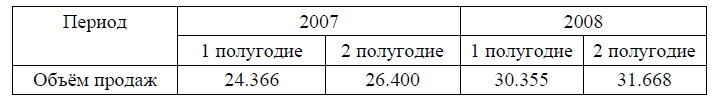 Период 2007 2008
1 полугодие 2 полугодие 1 полугодие 2 полугодие
Объём продаж 24.366 26.400 30.355 31.668